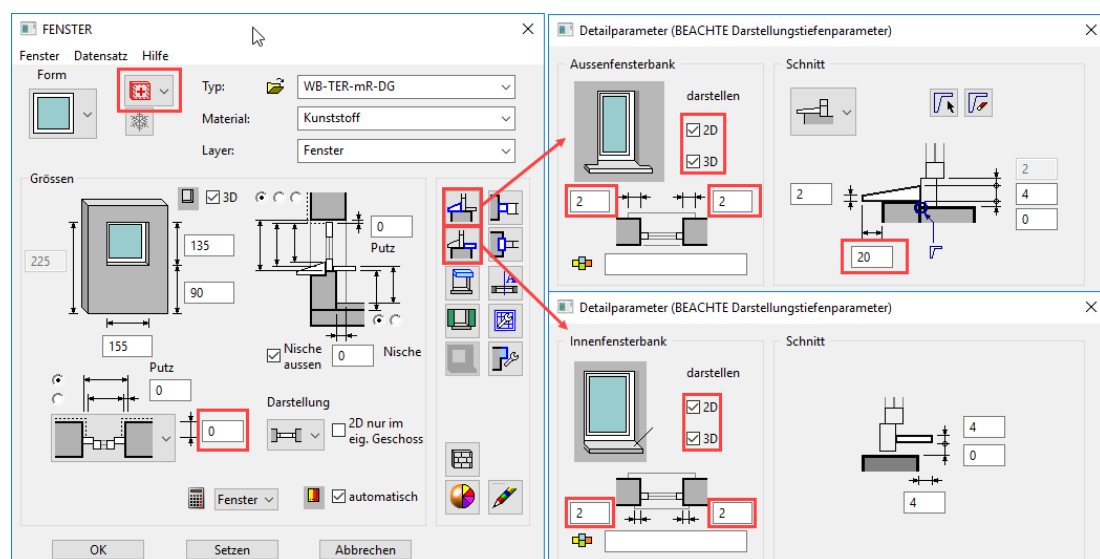 FENSTER
Fenster Datensatz Hilfe
Form
Typ: WB-TER-mR-DG
Material: Kunststoff
Layer: Fenster
Grössen
3D
0
Putz
135
225
90
155
Nische aussen 0 Nische
Putz
0
0
Darstellung
2D nur im
eig. Geschoss
Fenster
automatisch
OK Setzen Abbrechen
A
Detailparameter (BEACHTE Darstellungstiefenparameter)
Aussenfensterbank
darstellen
2D
3D
2 2
Schnitt
2
2
4
0
20
Detailparameter (BEACHTE Darstellungstiefenparameter)
Innenfensterbank
darstellen
2D
3D
2 2
Schnitt
4
0
4